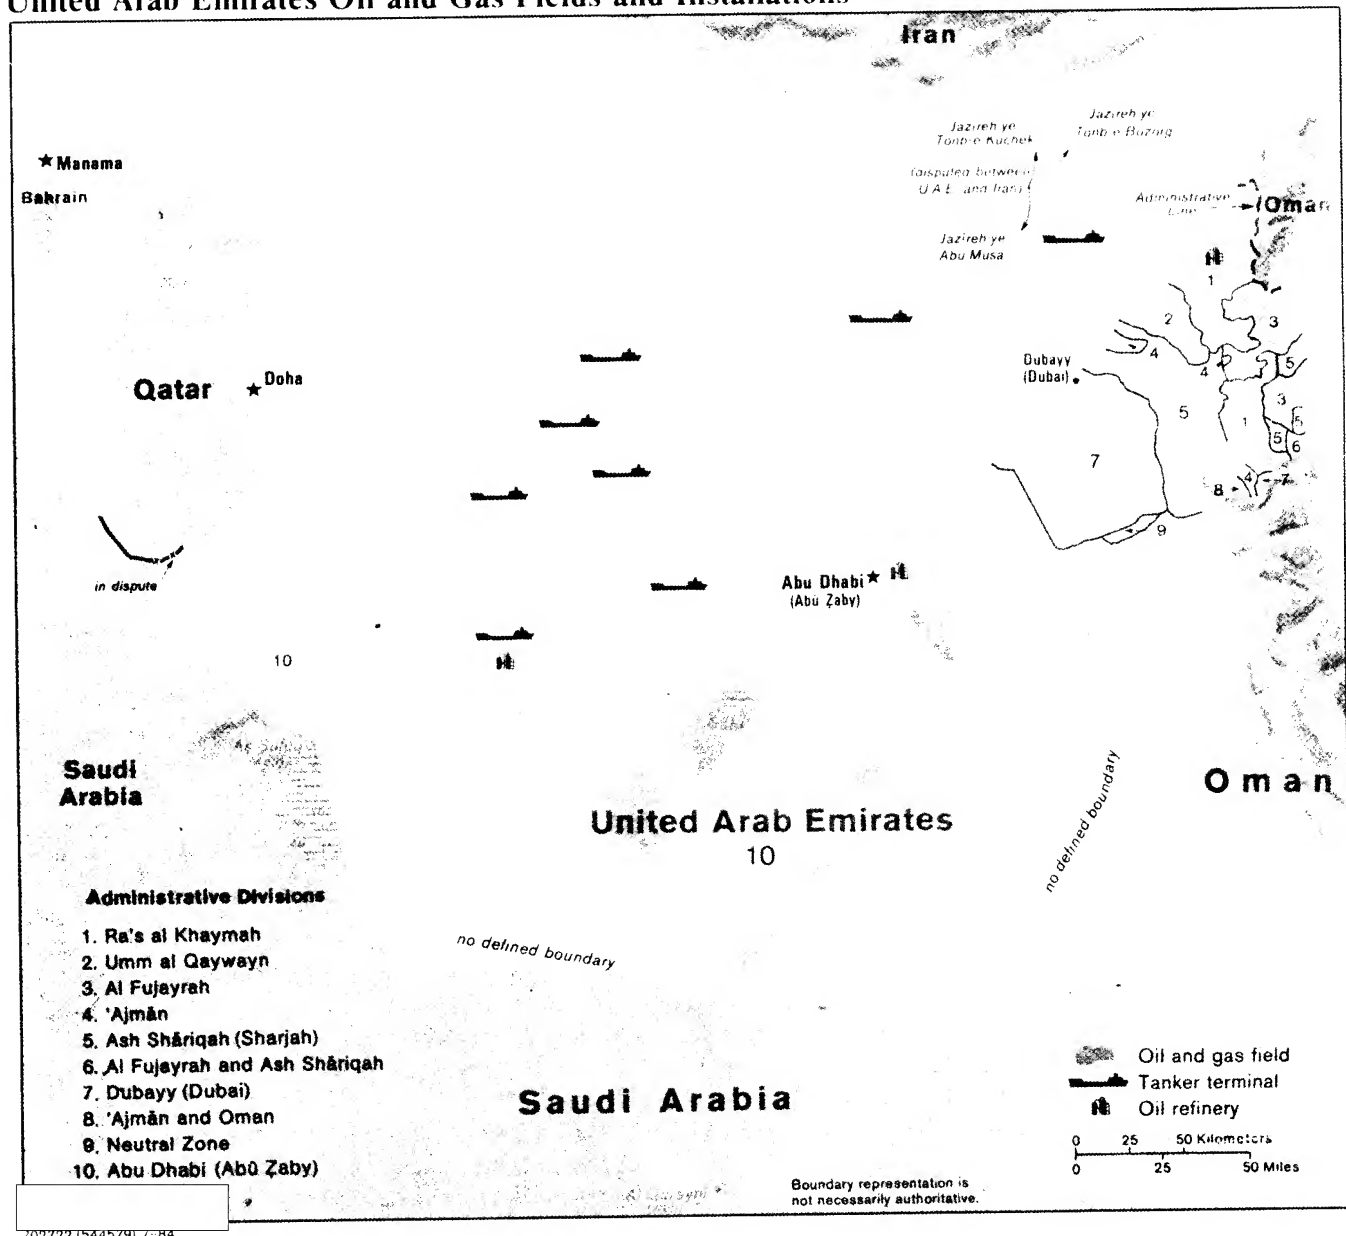 United Arab Emirates Oil and Gas Fields and Installations
Iran
Jazireh ye
Tonb-e Kuchek
Jazireh ye
Tonb e Bozorg
(disputed between
U.A.E. and Iran)
Manama
Bahrain
Administrative
Line
Oman
Jazireh ye
Abu Musa
1
2
3
4
4
5
Dubayy
(Dubai)
Qatar
Doha
5
1
3
5
5
6
7
8
4
7
9
in dispute
Abu Dhabi
(Abū Z̧aby)
10
Saudi
Arabia
Oman
no defined boundary
United Arab Emirates
10
no defined boundary
Administrative Divisions
1. Ra's al Khaymah
2. Umm al Qaywayn
3. Al Fujayrah
4. 'Ajmān
5. Ash Shāriqah (Sharjah)
6. Al Fujayrah and Ash Shāriqah
7. Dubayy (Dubai)
8. 'Ajmān and Oman
9. Neutral Zone
10. Abu Dhabi (Abū Z̧aby)
Saudi Arabia
Oil and gas field
Tanker terminal
Oil refinery
0 25 50 Kilometers
0 25 50 Miles
Boundary representation is
not necessarily authoritative.